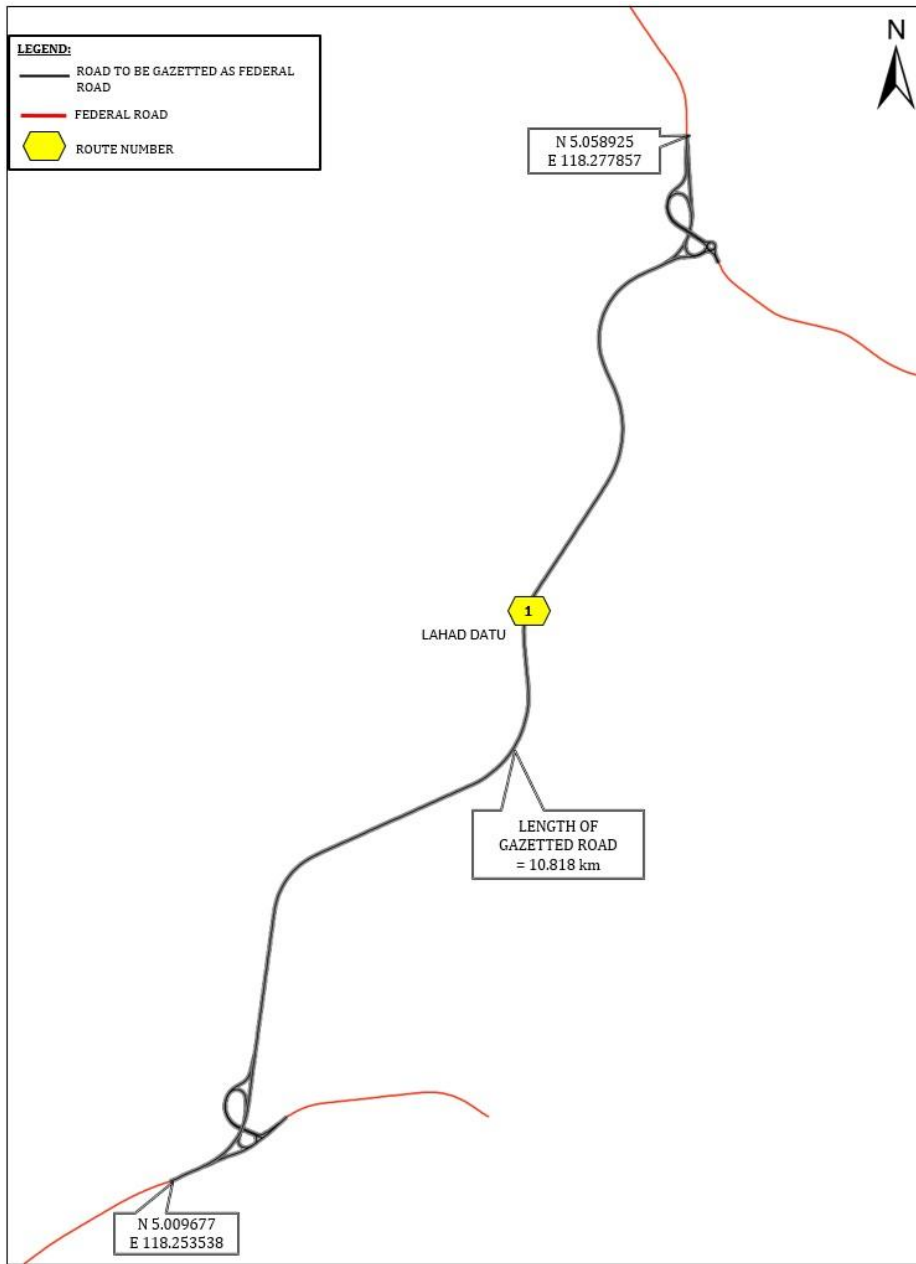 LEGEND:
ROAD TO BE GAZETTED AS FEDERAL
ROAD
FEDERAL ROAD
ROUTE NUMBER
N
N 5.058925
E 118.277857
1
LAHAD DATU
LENGTH OF
GAZETTED ROAD
= 10.818 km
N 5.009677
E 118.253538